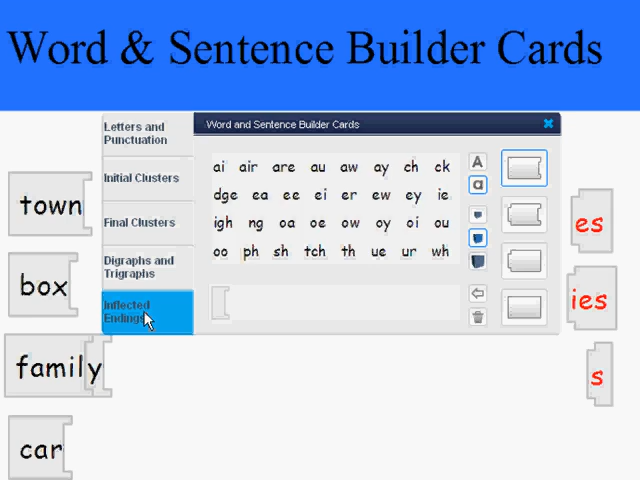 Word & Sentence Builder Cards
Letters and
Punctuation
Word and Sentence Builder Cards
Initial Clusters
Final Clusters
Digraphs and
Trigraphs
Inflected
Endings
ai air are au aw ay ch ck
dge ea ee ei er ew ey ie
igh ng oa oe ow oy oi ou
oo ph sh tch th ue ur wh
A
a
town
box
family
car
es
ies
s